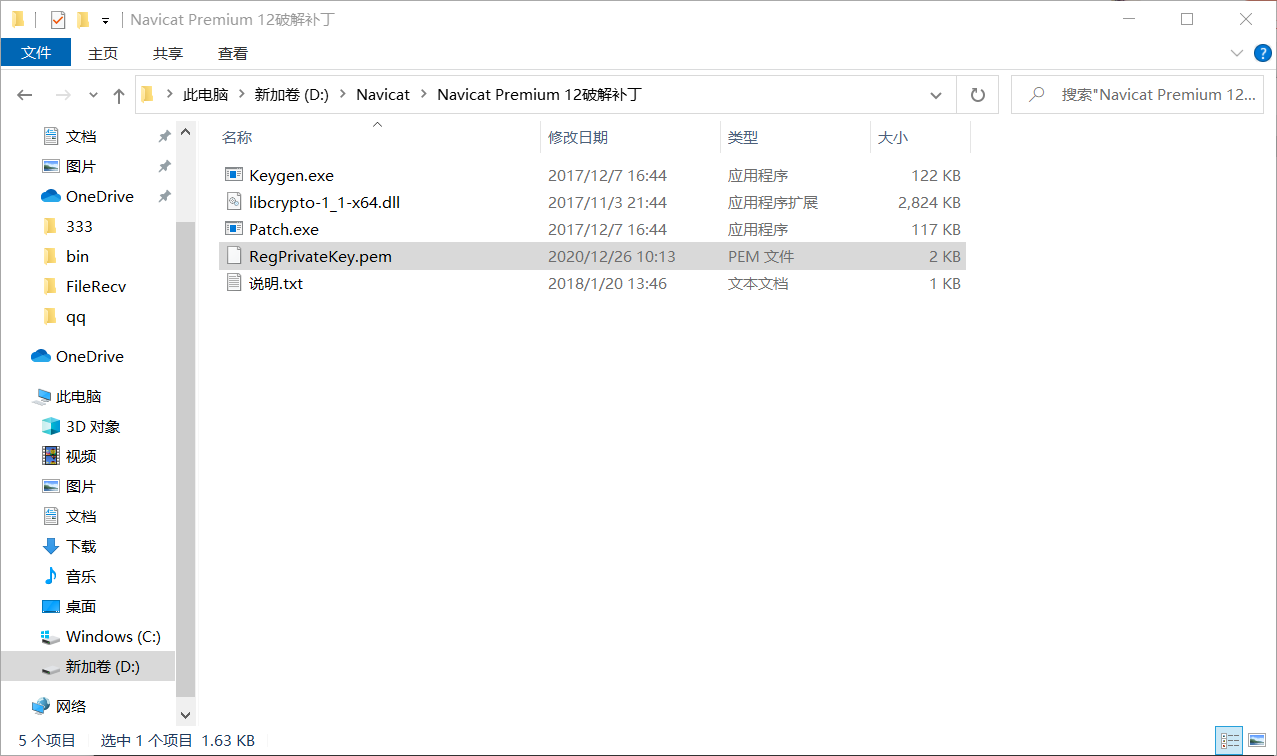 Navicat Premium 12破解补丁
文件 主页 共享 查看
此电脑 新加卷 (D:) Navicat Navicat Premium 12破解补丁 搜索"Navicat Premium 12...
文档
图片
OneDrive
333
bin
FileRecv
qq
OneDrive
此电脑
3D 对象
视频
图片
文档
下载
音乐
桌面
Windows (C:)
新加卷 (D:)
网络
名称 修改日期 类型 大小
Keygen.exe 2017/12/7 16:44 应用程序 122 KB
libcrypto-1_1-x64.dll 2017/11/3 21:44 应用程序扩展 2,824 KB
Patch.exe 2017/12/7 16:44 应用程序 117 KB
RegPrivateKey.pem 2020/12/26 10:13 PEM 文件 2 KB
说明.txt 2018/1/20 13:46 文本文档 1 KB
5 个项目 选中 1 个项目 1.63 KB